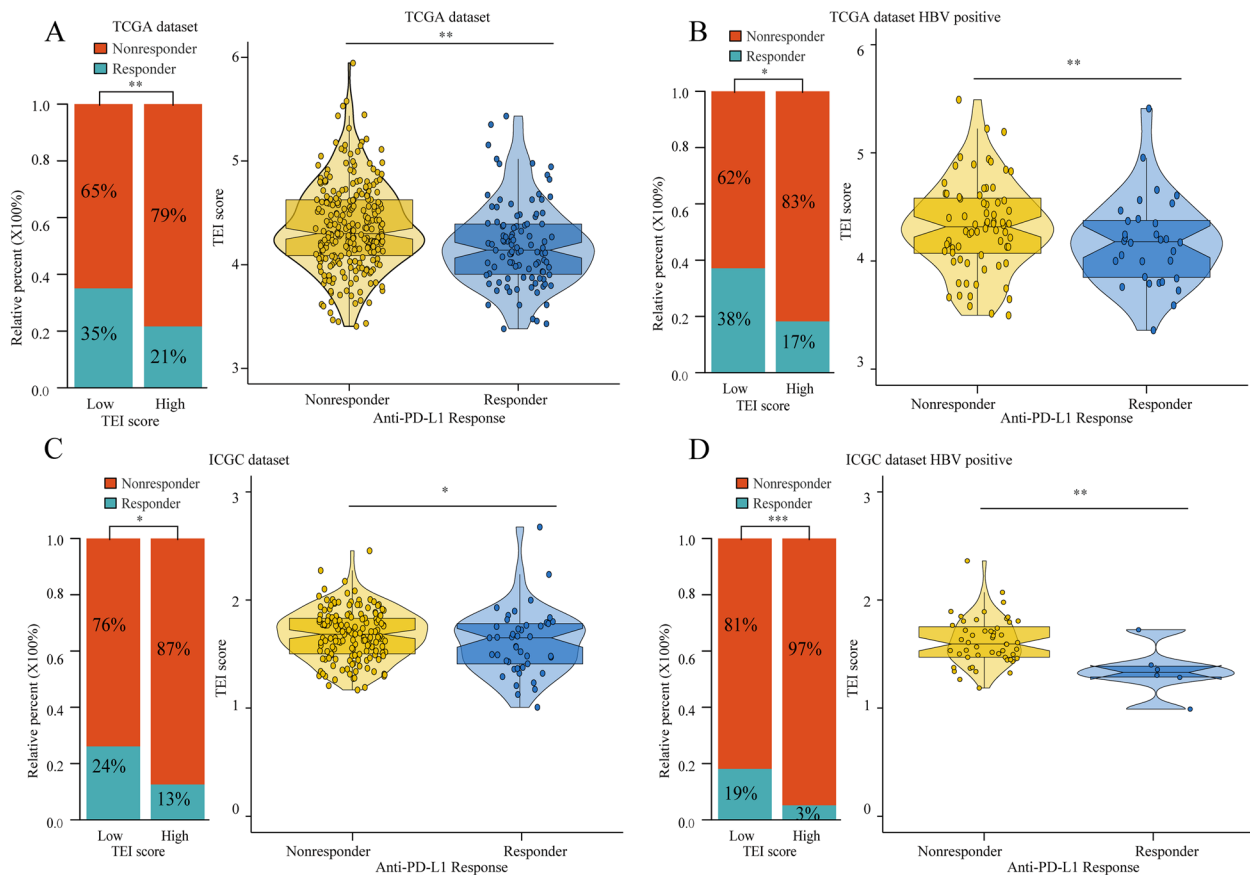 A
TCGA dataset
Nonresponder
Responder
**
1.0
0.8
0.6
0.4
0.2
0.0
Relative percent (X100%)
65%
79%
35%
21%
Low High
TEI score
TCGA dataset
**
6
5
4
3
TEI score
Nonresponder Responder
Anti-PD-L1 Response
B
TCGA dataset HBV positive
Nonresponder
Responder
*
1.0
0.8
0.6
0.4
0.2
0.0
Relative percent (X100%)
62%
83%
38%
17%
Low High
TEI score
**
6
5
4
3
TEI score
Nonresponder Responder
Anti-PD-L1 Response
C
ICGC dataset
Nonresponder
Responder
*
1.0
0.8
0.6
0.4
0.2
0.0
Relative percent (X100%)
76%
87%
24%
13%
Low High
TEI score
*
3
2
1
0
TEI score
Nonresponder Responder
Anti-PD-L1 Response
D
ICGC dataset HBV positive
Nonresponder
Responder
***
1.0
0.8
0.6
0.4
0.2
0.0
Relative percent (X100%)
81%
97%
19%
3%
Low High
TEI score
**
3
2
1
0
TEI score
Nonresponder Responder
Anti-PD-L1 Response